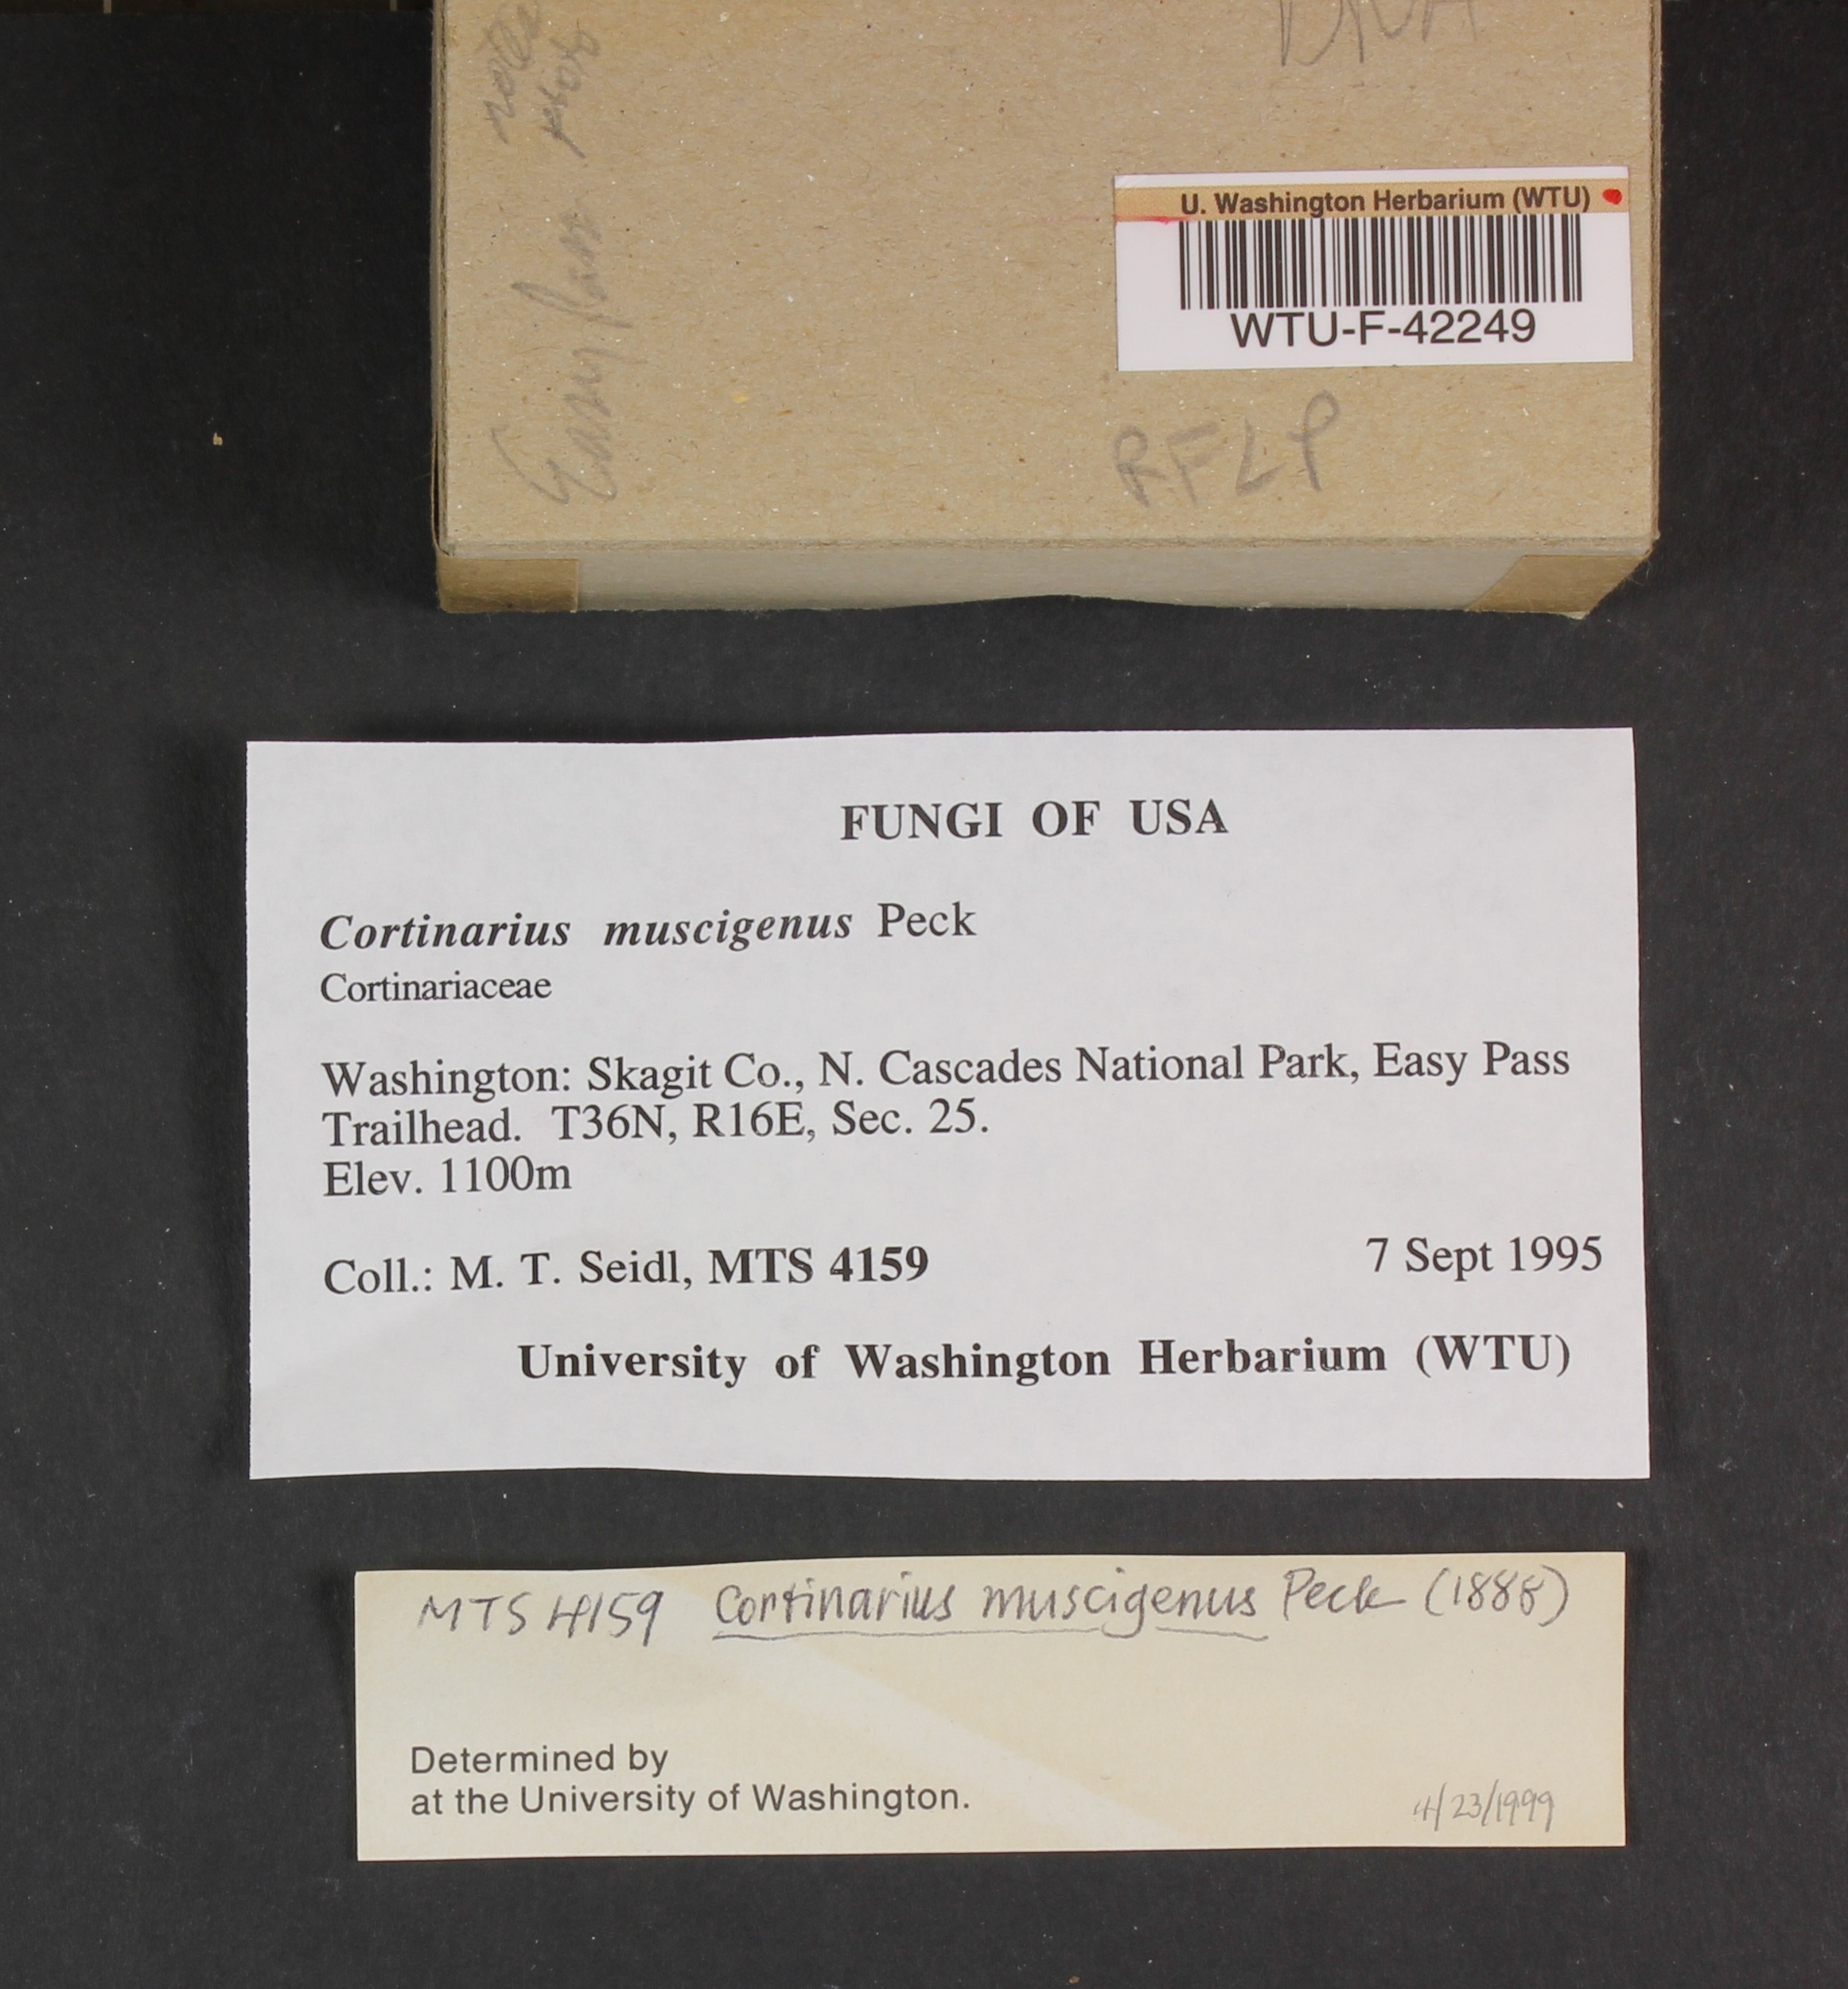 DNA
note
U. Washington Herbarium (WTU)
WTU-F-42249
Easy Pass
RFLP
FUNGI OF USA
Cortinarius muscigenus Peck
Cortinariaceae
Washington: Skagit Co., N. Cascades National Park, Easy Pass
Trailhead. T36N, R16E, Sec. 25.
Elev. 1100m
Coll.: M. T. Seidl, MTS 4159
7 Sept 1995
University of Washington Herbarium (WTU)
MTS 4159 Cortinarius muscigenus Peck (1888)
Determined by
at the University of Washington.
4/23/1999